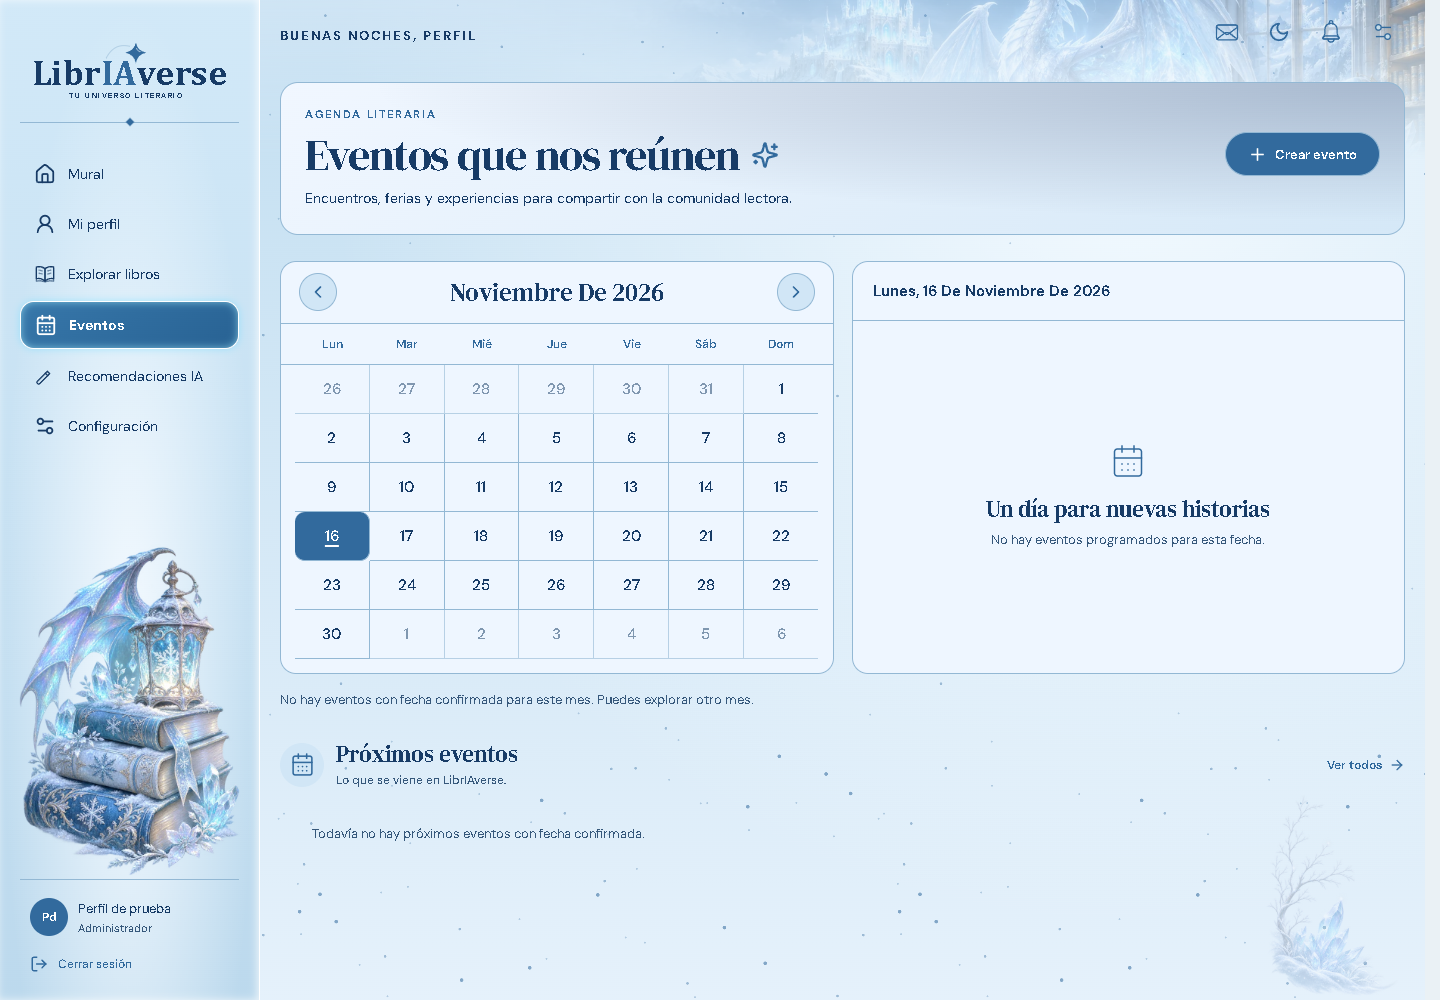 LibrIAverse
TU UNIVERSO LITERARIO
Mural
Mi perfil
Explorar libros
Eventos
Recomendaciones IA
Configuración
Pd
Perfil de prueba
Administrador
Cerrar sesión
BUENAS NOCHES, PERFIL
AGENDA LITERARIA
Eventos que nos reúnen
Encuentros, ferias y experiencias para compartir con la comunidad lectora.
Crear evento
Noviembre De 2026
Lun Mar Mié Jue Vie Sáb Dom
26 27 28 29 30 31 1
2 3 4 5 6 7 8
9 10 11 12 13 14 15
16 17 18 19 20 21 22
23 24 25 26 27 28 29
30 1 2 3 4 5 6
Lunes, 16 De Noviembre De 2026
Un día para nuevas historias
No hay eventos programados para esta fecha.
No hay eventos con fecha confirmada para este mes. Puedes explorar otro mes.
Próximos eventos
Lo que se viene en LibrIAverse.
Ver todos
Todavía no hay próximos eventos con fecha confirmada.